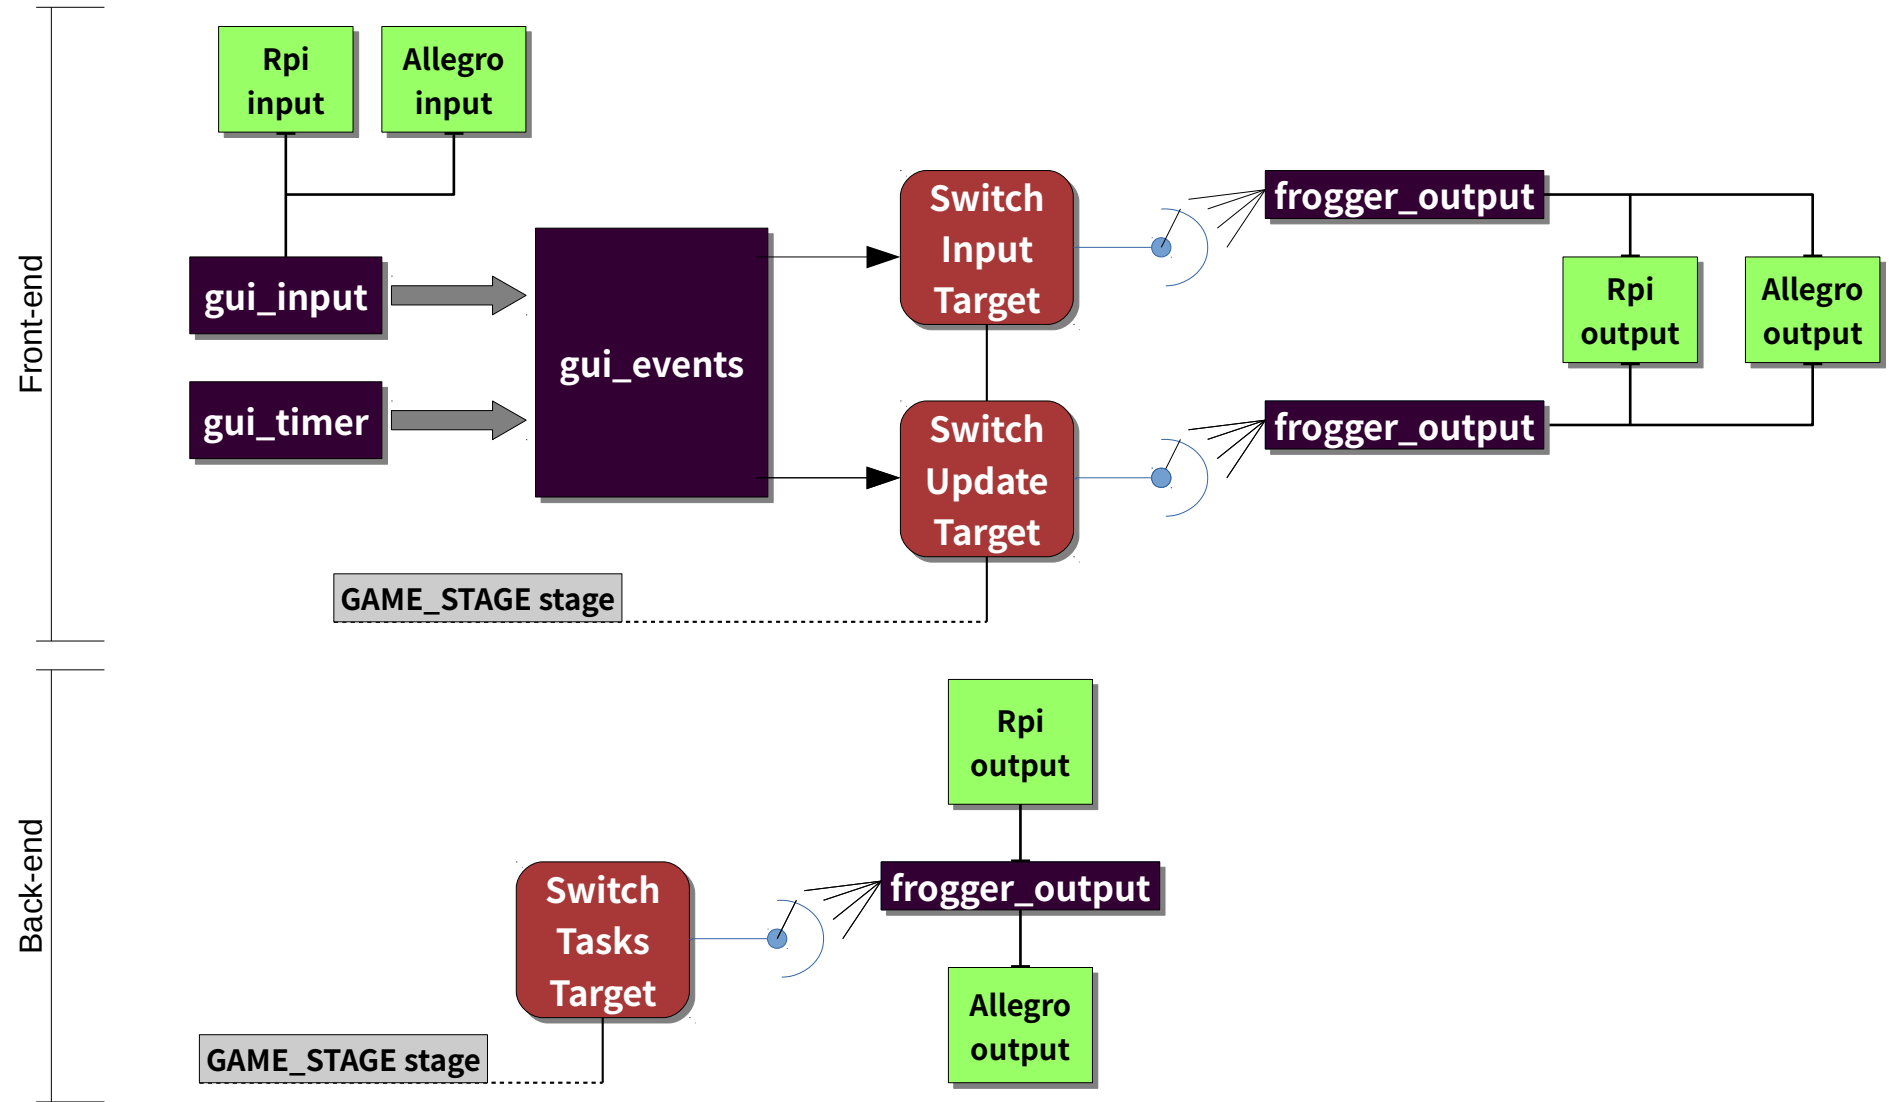 Front-end
Rpi
input
Allegro
input
gui_input
gui_timer
gui_events
Switch
Input
Target
Switch
Update
Target
frogger_output
frogger_output
Rpi
output
Allegro
output
GAME_STAGE stage
Back-end
Rpi
output
Switch
Tasks
Target
frogger_output
Allegro
output
GAME_STAGE stage